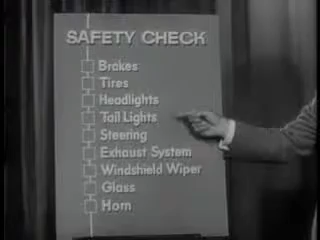 SAFETY CHECK
Brakes
Tires
Headlights
Tail Lights
Steering
Exhaust System
Windshield Wiper
Glass
Horn